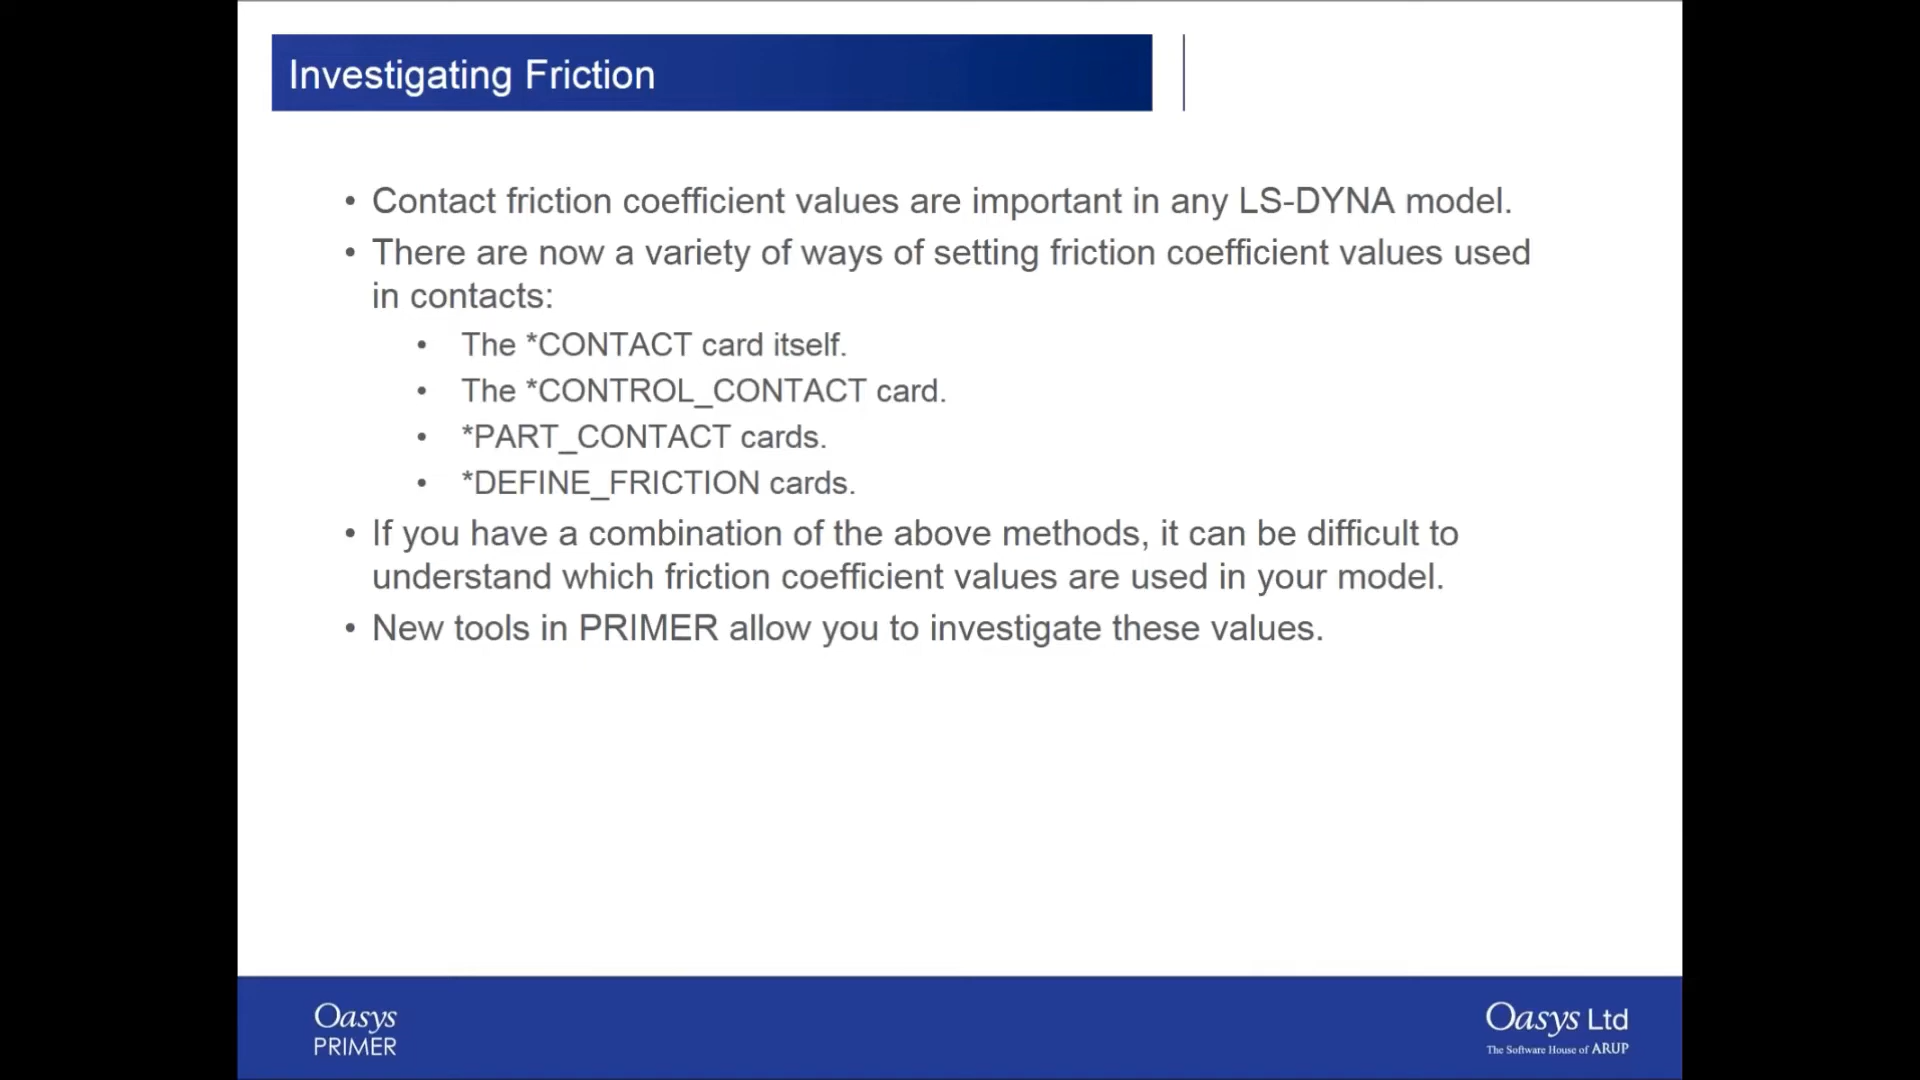 Investigating Friction
• Contact friction coefficient values are important in any LS-DYNA model.
• There are now a variety of ways of setting friction coefficient values used
in contacts:
• The *CONTACT card itself.
• The *CONTROL_CONTACT card.
• *PART_CONTACT cards.
• *DEFINE_FRICTION cards.
• If you have a combination of the above methods, it can be difficult to
understand which friction coefficient values are used in your model.
• New tools in PRIMER allow you to investigate these values.
Oasys
PRIMER
Oasys Ltd
The Software House of ARUP